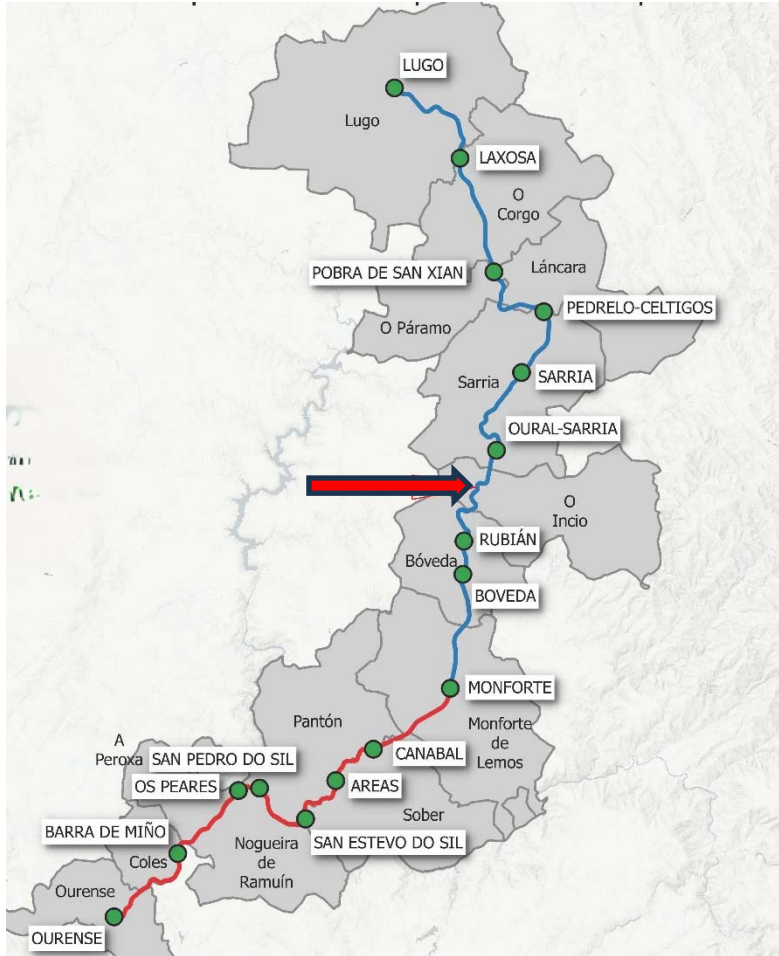 LUGO
Lugo
LAXOSA
O
Corgo
POBRA DE SAN XIAN
Láncara
PEDRELO-CELTIGOS
O Páramo
Sarria
SARRIA
OURAL-SARRIA
O
Incio
RUBIÁN
Bóveda
BOVEDA
MONFORTE
Pantón
Monforte
de
Lemos
A
Peroxa
CANABAL
SAN PEDRO DO SIL
OS PEARES
AREAS
Sober
BARRA DE MIÑO
SAN ESTEVO DO SIL
Coles
Nogueira
de
Ramuín
Ourense
OURENSE